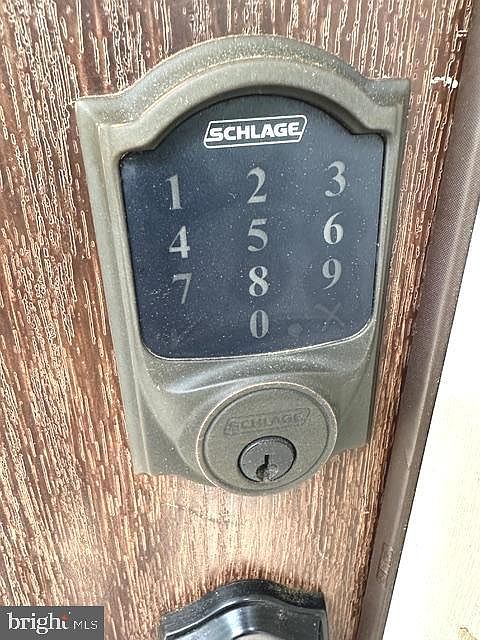 SCHLAGE
1 2 3
4 5 6
7 8 9
0
SCHLAGE
bright MLS